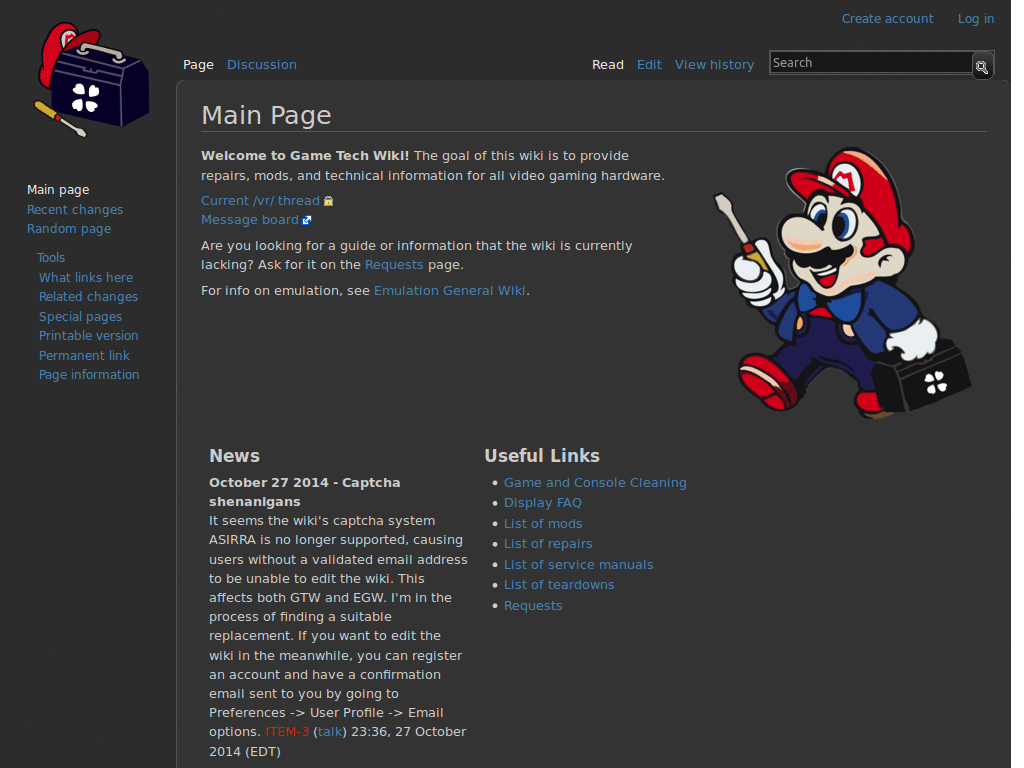 Create account Log in
Page Discussion Read Edit View history Search
Main Page
Welcome to Game Tech Wiki! The goal of this wiki is to provide
repairs, mods, and technical information for all video gaming hardware.
Current /vr/ thread
Message board
Are you looking for a guide or information that the wiki is currently
lacking? Ask for it on the Requests page.
For info on emulation, see Emulation General Wiki.
M
Main page
Recent changes
Random page
Tools
What links here
Related changes
Special pages
Printable version
Permanent link
Page information
News
October 27 2014 - Captcha
shenanigans
It seems the wiki's captcha system
ASIRRA is no longer supported, causing
users without a validated email address
to be unable to edit the wiki. This
affects both GTW and EGW. I'm in the
process of finding a suitable
replacement. If you want to edit the
wiki in the meanwhile, you can register
an account and have a confirmation
email sent to you by going to
Preferences -> User Profile -> Email
options. ITEM-3 (talk) 23:36, 27 October
2014 (EDT)
Useful Links
Game and Console Cleaning
Display FAQ
List of mods
List of repairs
List of service manuals
List of teardowns
Requests